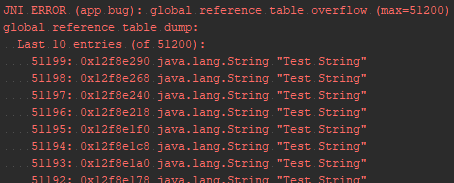 JNI ERROR (app bug): global reference table overflow (max=51200)
global reference table dump:
Last 10 entries (of 51200):
51199: 0x12f8e290 java.lang.String "Test String"
51198: 0x12f8e268 java.lang.String "Test String"
51197: 0x12f8e240 java.lang.String "Test String"
51196: 0x12f8e218 java.lang.String "Test String"
51195: 0x12f8e1f0 java.lang.String "Test String"
51194: 0x12f8e1c8 java.lang.String "Test String"
51193: 0x12f8e1a0 java.lang.String "Test String"
51192: 0x12f8e178 java.lang.String "Test String"